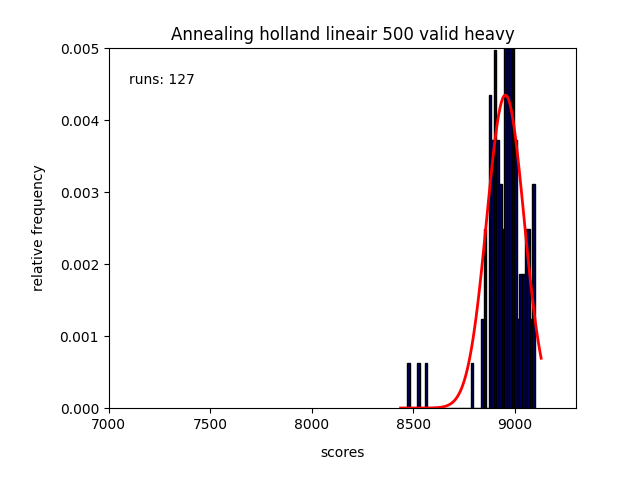 Annealing holland lineair 500 valid heavy
runs: 127
relative frequency
0.005
0.004
0.003
0.002
0.001
0.000
7000 7500 8000 8500 9000
scores